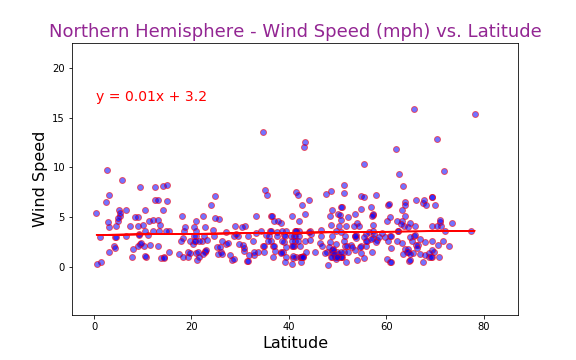 Northern Hemisphere - Wind Speed (mph) vs. Latitude
y = 0.01x + 3.2
Wind Speed
20
15
10
5
0
0 20 40 60 80
Latitude